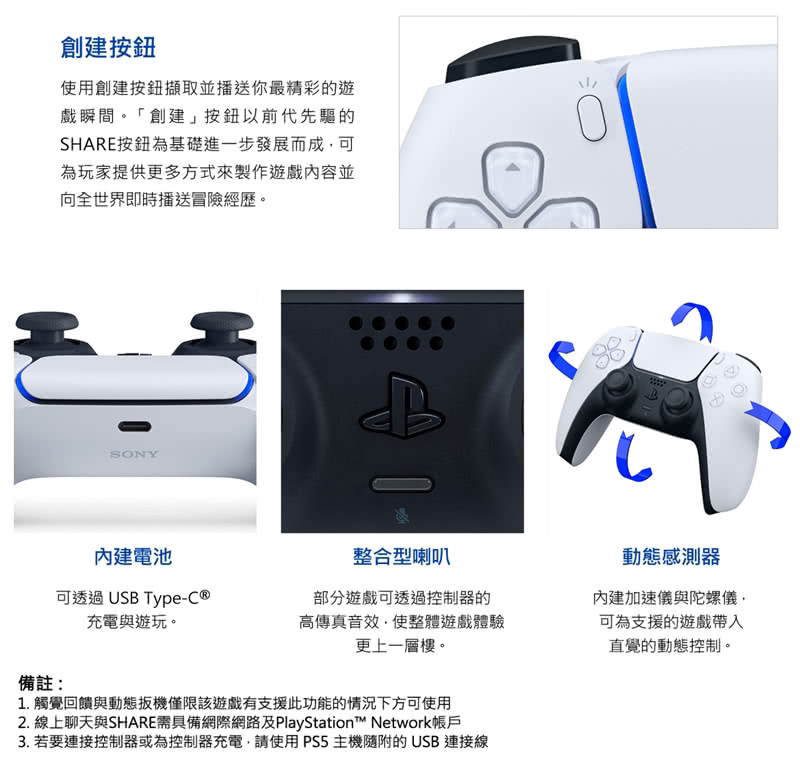 創建按鈕
使用創建按鈕擷取並播送你最精彩的遊
戲瞬間。「創建」按鈕以前代先驅的
SHARE按鈕為基礎進一步發展而成，可
為玩家提供更多方式來製作遊戲內容並
向全世界即時播送冒險經歷。
SONY
內建電池
可透過 USB Type-C®
充電與遊玩。
整合型喇叭
部分遊戲可透過控制器的
高傳真音效，使整體遊戲體驗
更上一層樓。
動態感測器
內建加速儀與陀螺儀，
可為支援的遊戲帶入
直覺的動態控制。
備註：
1. 觸覺回饋與動態扳機僅限該遊戲有支援此功能的情況下方可使用
2. 線上聊天與SHARE需具備網際網路及PlayStation™ Network帳戶
3. 若要連接控制器或為控制器充電，請使用 PS5 主機隨附的 USB 連接線